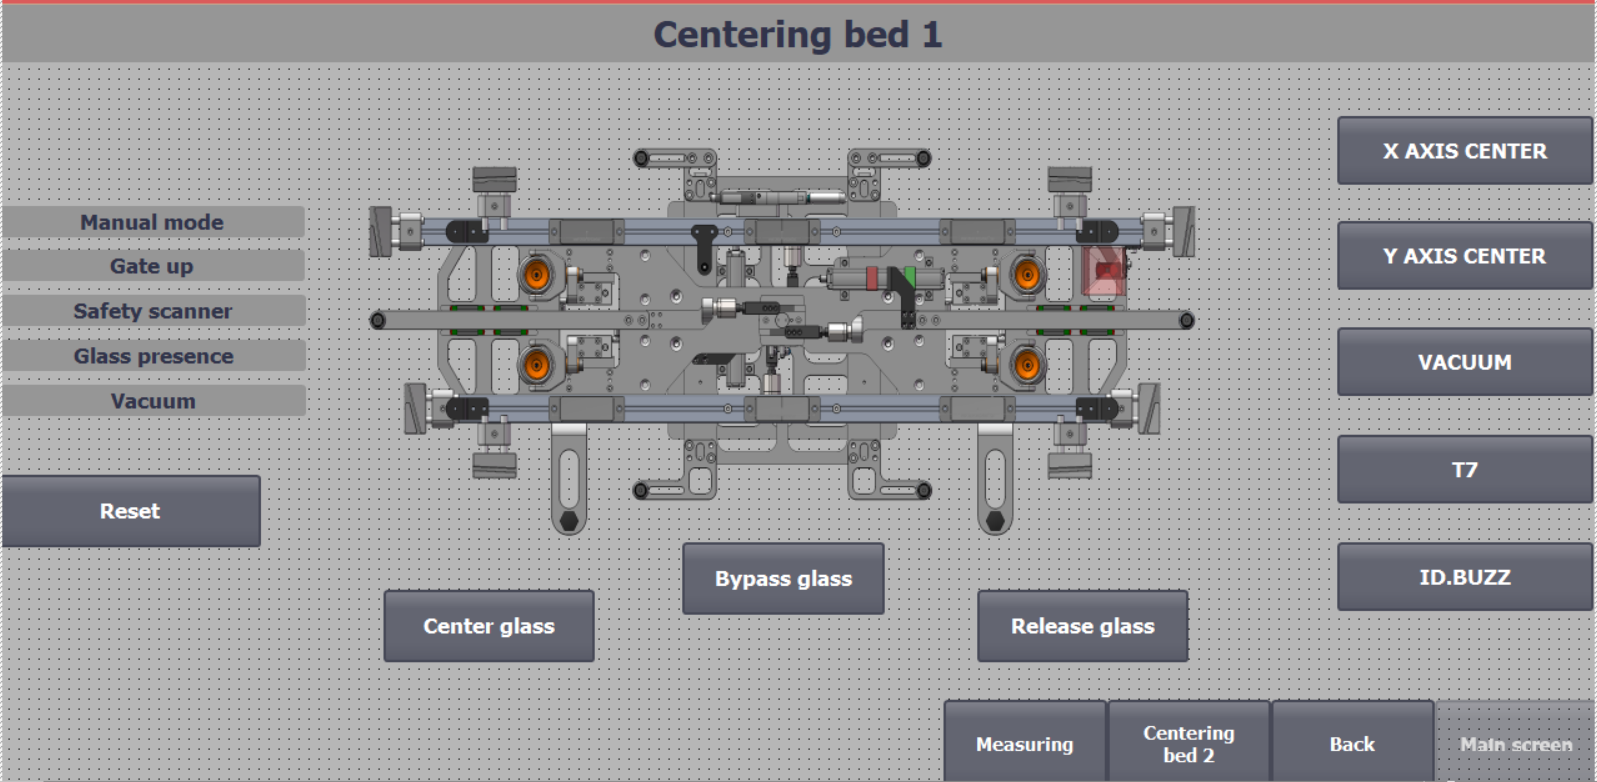 Centering bed 1
X AXIS CENTER
Manual mode
Y AXIS CENTER
Gate up
Safety scanner
Glass presence
VACUUM
Vacuum
T7
Reset
Bypass glass
ID.BUZZ
Center glass
Release glass
Measuring
Centering
bed 2
Back
Main screen